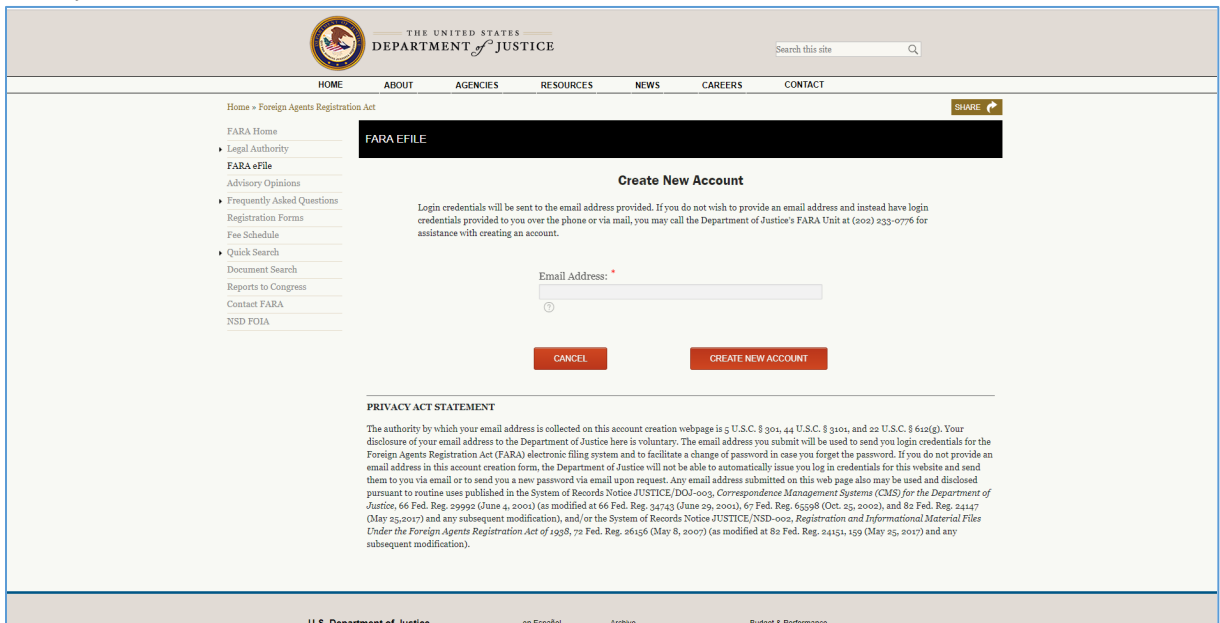 THE UNITED STATES
DEPARTMENT of JUSTICE
Search this site
HOME ABOUT AGENCIES RESOURCES NEWS CAREERS CONTACT
Home » Foreign Agents Registration Act
SHARE
FARA Home
Legal Authority
FARA eFile
Advisory Opinions
Frequently Asked Questions
Registration Forms
Fee Schedule
Quick Search
Document Search
Reports to Congress
Contact FARA
NSD FOIA
FARA EFILE
Create New Account
Login credentials will be sent to the email address provided. If you do not wish to provide an email address and instead have login
credentials provided to you over the phone or via mail, you may call the Department of Justice's FARA Unit at (202) 233-0776 for
assistance with creating an account.
Email Address: *
?
CANCEL CREATE NEW ACCOUNT
PRIVACY ACT STATEMENT
The authority by which your email address is collected on this account creation webpage is 5 U.S.C. § 301, 44 U.S.C. § 3101, and 22 U.S.C. § 612(g). Your
disclosure of your email address to the Department of Justice here is voluntary. The email address you submit will be used to send you login credentials for the
Foreign Agents Registration Act (FARA) electronic filing system and to facilitate a change of password in case you forget the password. If you do not provide an
email address in this account creation form, the Department of Justice will not be able to automatically issue you log in credentials for this website and send
them to you via email or to send you a new password via email upon request. Any email address submitted on this web page also may be used and disclosed
pursuant to routine uses published in the System of Records Notice JUSTICE/DOJ-003, Correspondence Management Systems (CMS) for the Department of
Justice, 66 Fed. Reg. 29992 (June 4, 2001) (as modified at 66 Fed. Reg. 34743 (June 29, 2001), 67 Fed. Reg. 65598 (Oct. 25, 2002), and 82 Fed. Reg. 24147
(May 25,2017) and any subsequent modification), and/or the System of Records Notice JUSTICE/NSD-002, Registration and Informational Material Files
Under the Foreign Agents Registration Act of 1938, 72 Fed. Reg. 26156 (May 8, 2007) (as modified at 82 Fed. Reg. 24151, 159 (May 25, 2017) and any
subsequent modification).
U.S. Department of Justice en Español Archive Budget & Performance